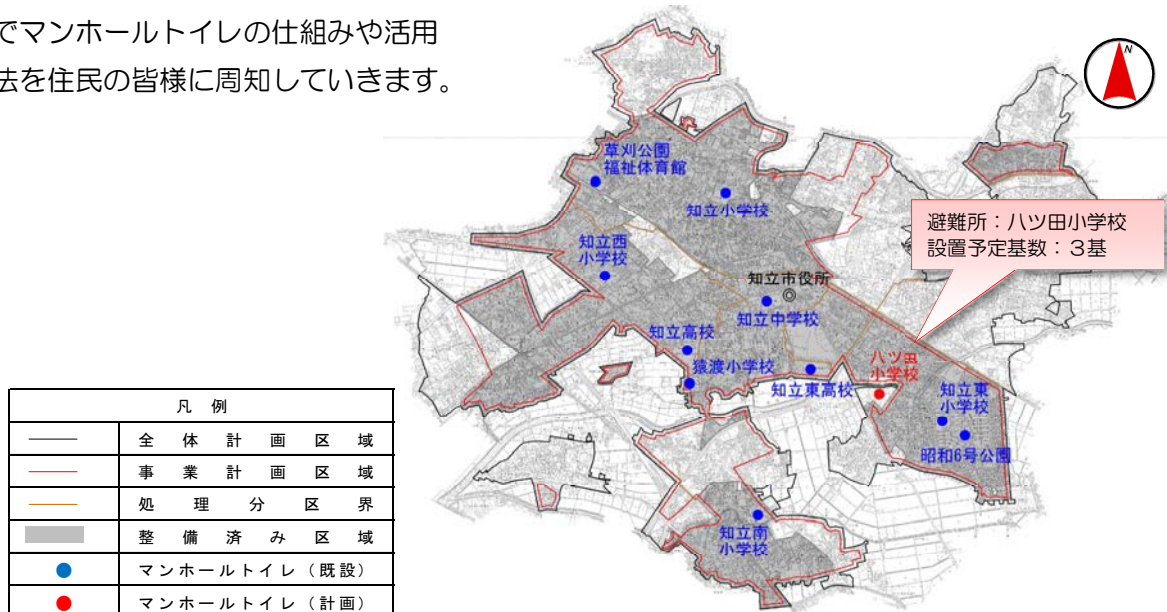 でマンホールトイレの仕組みや活用
法を住民の皆様に周知していきます。
N
草刈公園
福祉体育館
知立小学校
避難所：八ツ田小学校
設置予定基数：３基
知立西
小学校
知立市役所
知立中学校
知立高校
猿渡小学校
知立東高校
八ツ田
小学校
知立東
小学校
昭和6号公園
知立南
小学校
凡例
全体計画区域
事業計画区域
処理分区界
整備済み区域
マンホールトイレ（既設）
マンホールトイレ（計画）